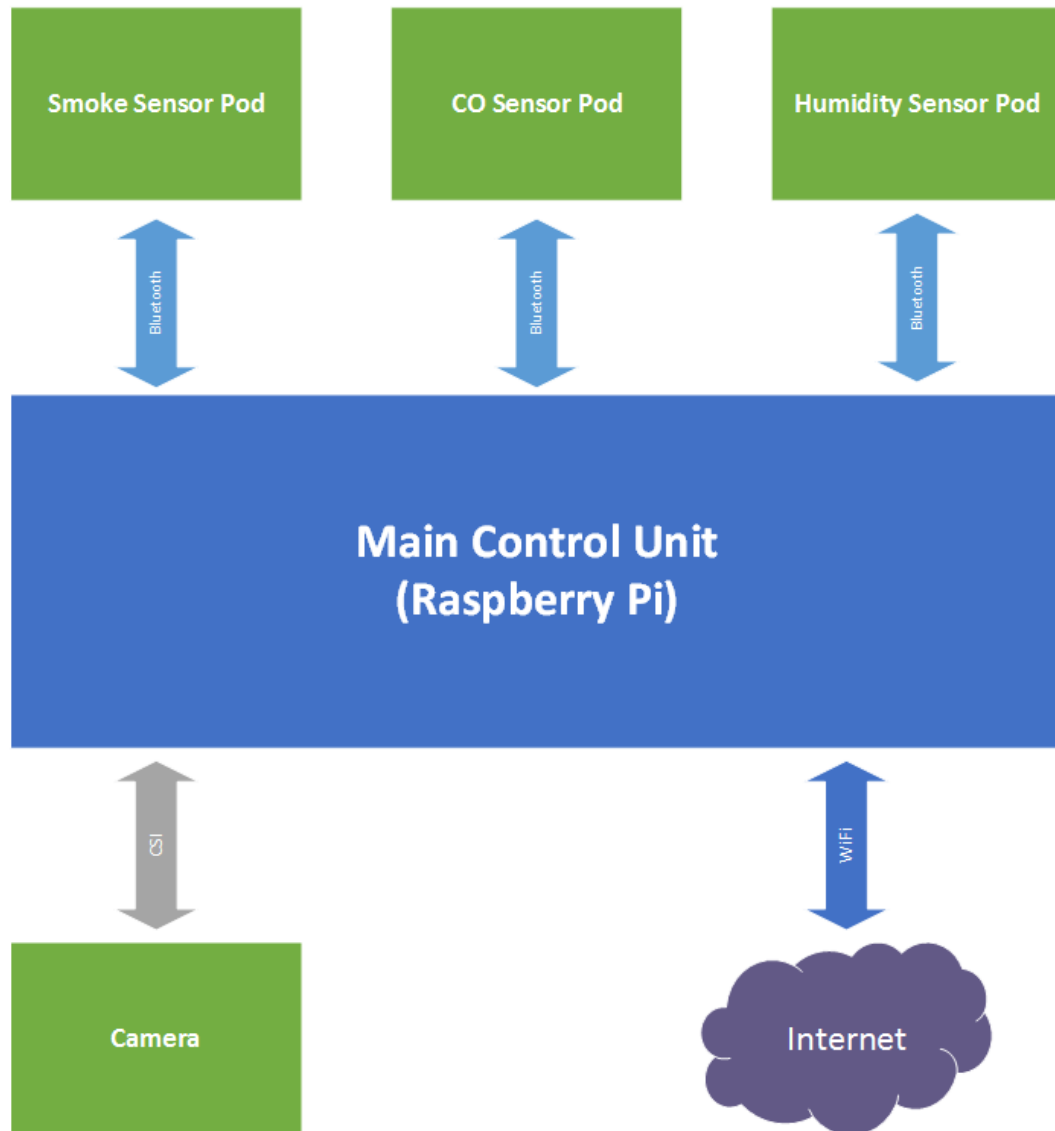 Smoke Sensor Pod
CO Sensor Pod
Humidity Sensor Pod
Bluetooth
Bluetooth
Bluetooth
Main Control Unit
(Raspberry Pi)
CSI
WiFi
Camera
Internet